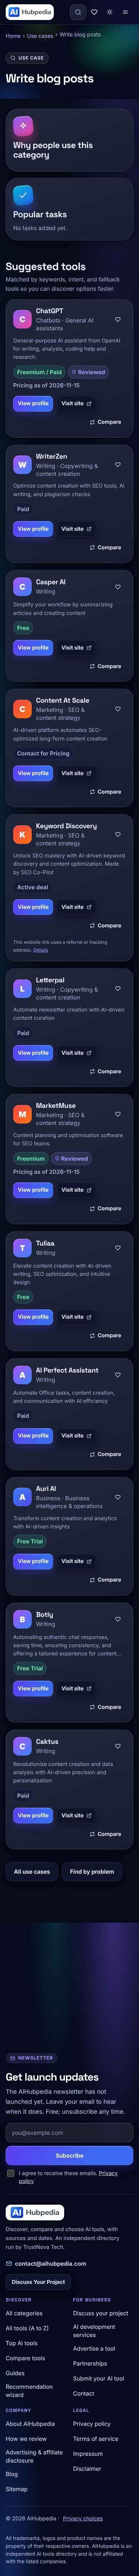 AI Hubpedia
Home › Use cases › Write blog posts
USE CASE
Write blog posts
Why people use this
category
Popular tasks
No tasks added yet.
Suggested tools
Matched by keywords, intent, and fallback
tools so you can discover options faster.
C
ChatGPT
Chatbots · General AI
assistants
General-purpose AI assistant from OpenAI
for writing, analysis, coding help and
research.
Freemium / Paid
Reviewed
Pricing as of 2026-11-15
View profile
Visit site
Compare
W
WriterZen
Writing · Copywriting &
content creation
Optimize content creation with SEO tools, AI
writing, and plagiarism checks
Paid
View profile
Visit site
Compare
C
Casper AI
Writing
Simplify your workflow by summarizing
articles and creating content
Free
View profile
Visit site
Compare
C
Content At Scale
Marketing · SEO &
content strategy
AI-driven platform automates SEO-
optimized long-form content creation
Contact for Pricing
View profile
Visit site
Compare
K
Keyword Discovery
Marketing · SEO &
content strategy
Unlock SEO mastery with AI-driven keyword
discovery and content optimization. Made
by SEO Co-Pilot
Active deal
View profile
Visit site
Compare
This website link uses a referral or tracking
address. Details
L
Letterpal
Writing · Copywriting &
content creation
Automate newsletter creation with AI-driven
content curation
Paid
View profile
Visit site
Compare
M
MarketMuse
Marketing · SEO &
content strategy
Content planning and optimisation software
for SEO teams.
Freemium
Reviewed
Pricing as of 2026-11-15
View profile
Visit site
Compare
T
Tuliaa
Writing
Elevate content creation with AI-driven
writing, SEO optimization, and intuitive
design
Free
View profile
Visit site
Compare
A
AI Perfect Assistant
Writing
Automate Office tasks, content creation,
and communication with AI efficiency
Paid
View profile
Visit site
Compare
A
Auri AI
Business · Business
intelligence & operations
Transform content creation and analytics
with AI-driven insights
Free Trial
View profile
Visit site
Compare
B
Botly
Writing
Automating authentic chat responses,
saving time, ensuring consistency, and
offering a tailored experience for content...
Free Trial
View profile
Visit site
Compare
C
Caktus
Writing
Revolutionize content creation and data
analysis with AI-driven precision and
personalization
Paid
View profile
Visit site
Compare
All use cases
Find by problem
NEWSLETTER
Get launch updates
The AIHubpedia newsletter has not
launched yet. Leave your email to hear
when it does. Free; unsubscribe any time.
you@example.com
Subscribe
I agree to receive these emails. Privacy
policy
AI Hubpedia
Discover, compare and choose AI tools, with
sources and dates. An independent directory
run by TrustNova Tech.
contact@aihubpedia.com
Discuss Your Project
DISCOVER
All categories
All tools (A to Z)
Top AI tools
Compare tools
Guides
Recommendation
wizard
FOR BUSINESS
Discuss your project
AI development
services
Advertise a tool
Partnerships
Submit your AI tool
Contact
COMPANY
About AIHubpedia
How we review
Advertising & affiliate
disclosure
Blog
Sitemap
LEGAL
Privacy policy
Terms of service
Impressum
Disclaimer
© 2026 AIHubpedia · Privacy choices
All trademarks, logos and product names are the
property of their respective owners. AIHubpedia is an
independent AI tools directory and is not affiliated
with the listed companies.